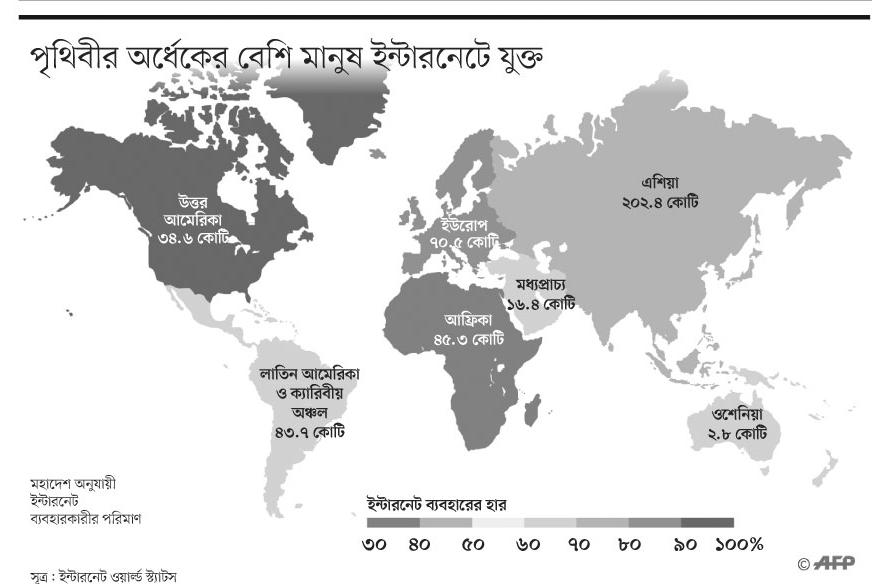 পৃথিবীর অর্ধেকের বেশি মানুষ ইন্টারনেটে যুক্ত
উত্তর
আমেরিকা
৩৪.৬ কোটি
ইউরোপ
৭০.৫ কোটি
এশিয়া
২০২.৪ কোটি
মধ্যপ্রাচ্য
১৬.৪ কোটি
আফ্রিকা
৪৫.৩ কোটি
লাতিন আমেরিকা
ও ক্যারিবীয়
অঞ্চল
৪৩.৭ কোটি
ওশেনিয়া
২.৮ কোটি
মহাদেশ অনুযায়ী
ইন্টারনেট
ব্যবহারকারীর পরিমাণ
ইন্টারনেট ব্যবহারের হার
৩০ ৪০ ৫০ ৬০ ৭০ ৮০ ৯০ ১০০%
সূত্র : ইন্টারনেট ওয়ার্ল্ড স্ট্যাটস
© AFP